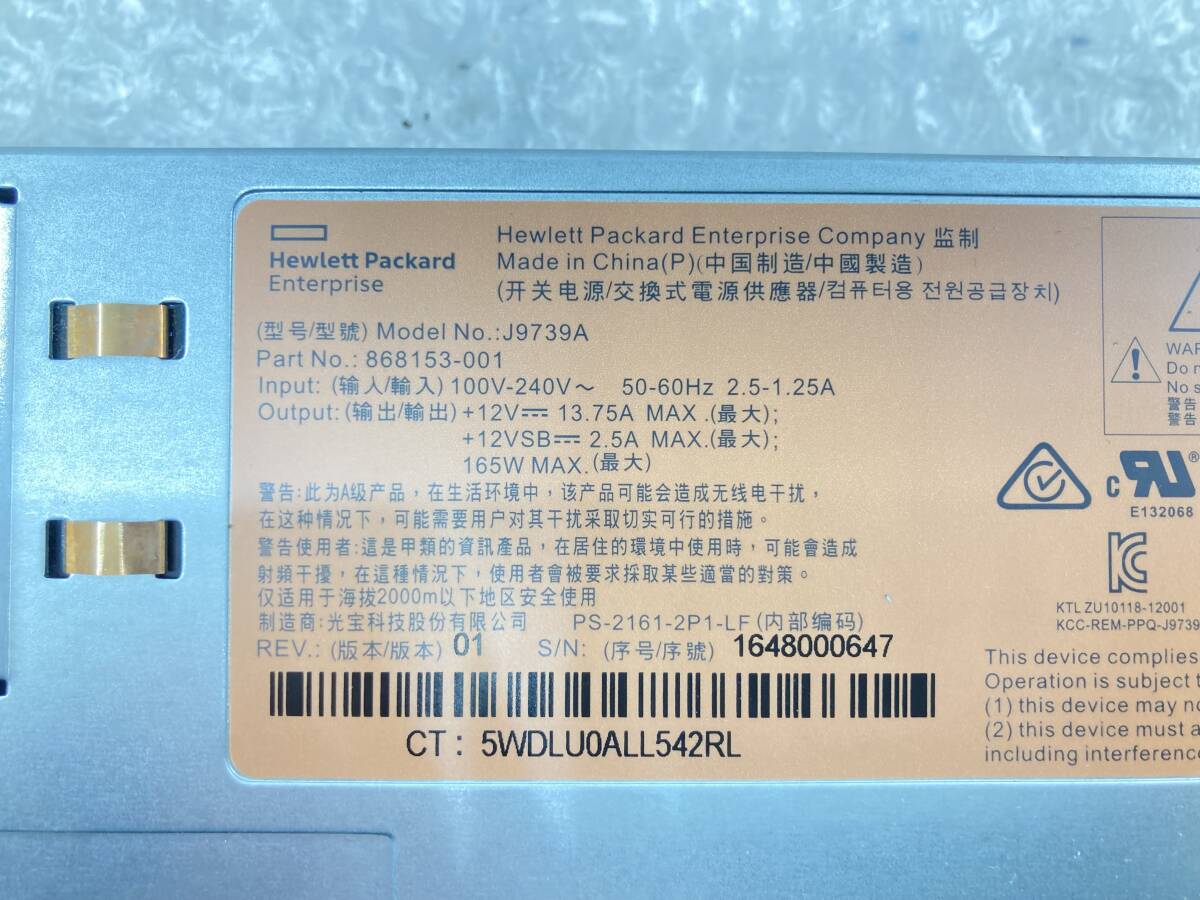 Hewlett Packard
Enterprise
Hewlett Packard Enterprise Company 监制
Made in China(P)(中国制造/中國製造)
(开关电源/交換式電源供應器/컴퓨터용 전원공급장치)
(型号/型號) Model No.:J9739A
Part No.: 868153-001
Input: (输入/輸入) 100V-240V～ 50-60Hz 2.5-1.25A
Output: (输出/輸出) +12V⎓ 13.75A MAX .(最大);
+12VSB⎓ 2.5A MAX.(最大);
165W MAX.(最大)
警告:此为A级产品，在生活环境中，该产品可能会造成无线电干扰，
在这种情况下，可能需要用户对其干扰采取切实可行的措施。
警告使用者:這是甲類的資訊產品，在居住的環境中使用時，可能會造成
射頻干擾，在這種情況下，使用者會被要求採取某些適當的對策。
仅适用于海拔2000m以下地区安全使用
制造商:光宝科技股份有限公司 PS-2161-2P1-LF(内部编码)
REV.: (版本/版本) 01 S/N: (序号/序號) 1648000647
CT : 5WDLU0ALL542RL
WAR
Do n
No s
警告
警告
c RU ®
E132068
KTL ZU10118-12001
KCC-REM-PPQ-J9739
This device complies
Operation is subject t
(1) this device may no
(2) this device must a
including interference